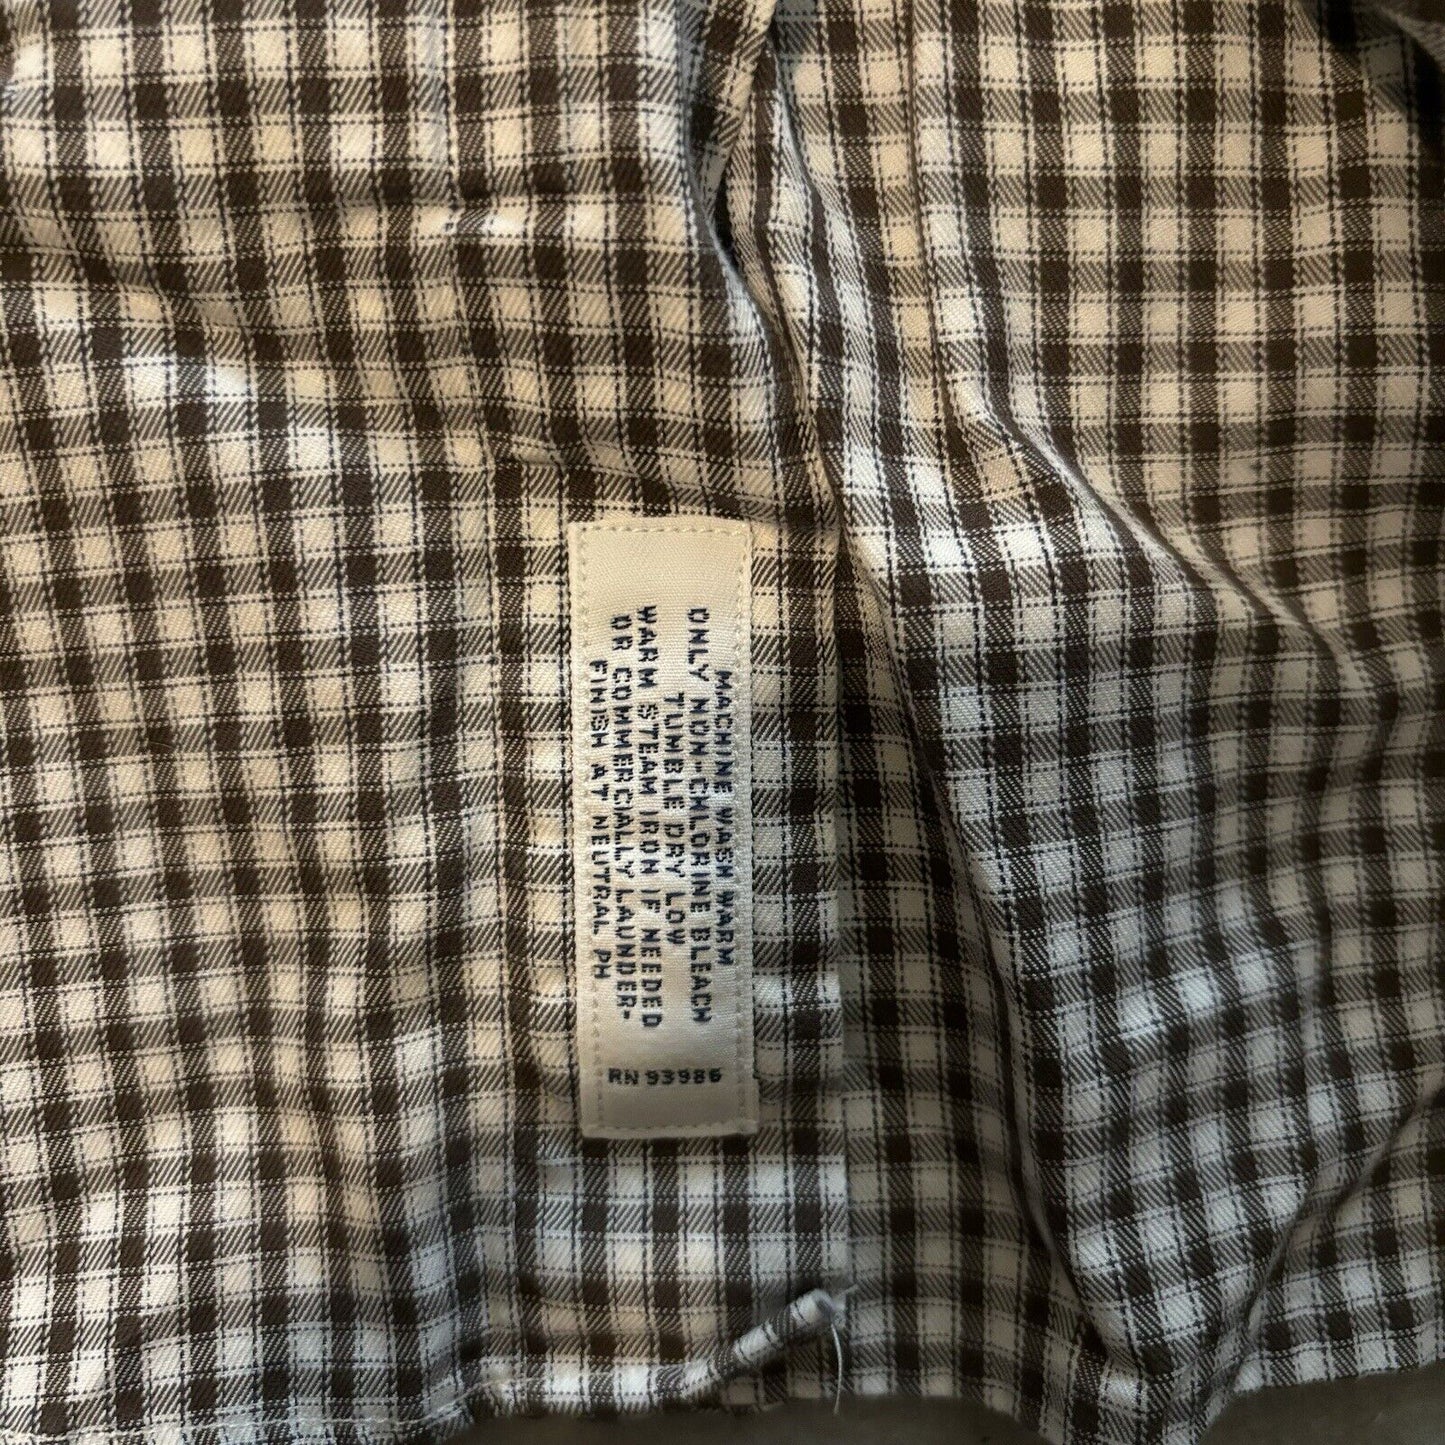 MACHINE WASH WARM
ONLY NON-CHLORINE BLEACH
TUMBLE DRY LOW
WARM STEAM IRON IF NEEDED
OR COMMERCALLY LAUNDER-
FINISH AT NEUTRAL PH
RN 93986